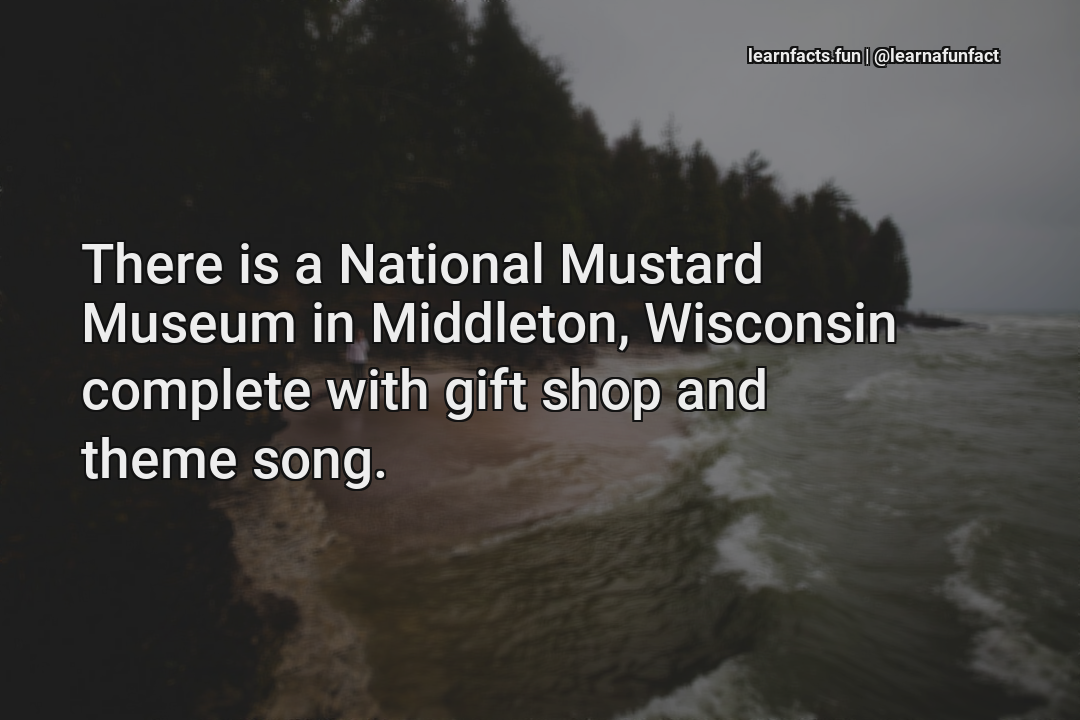 learnfacts.fun | @learnafunfact
There is a National Mustard
Museum in Middleton, Wisconsin
complete with gift shop and
theme song.